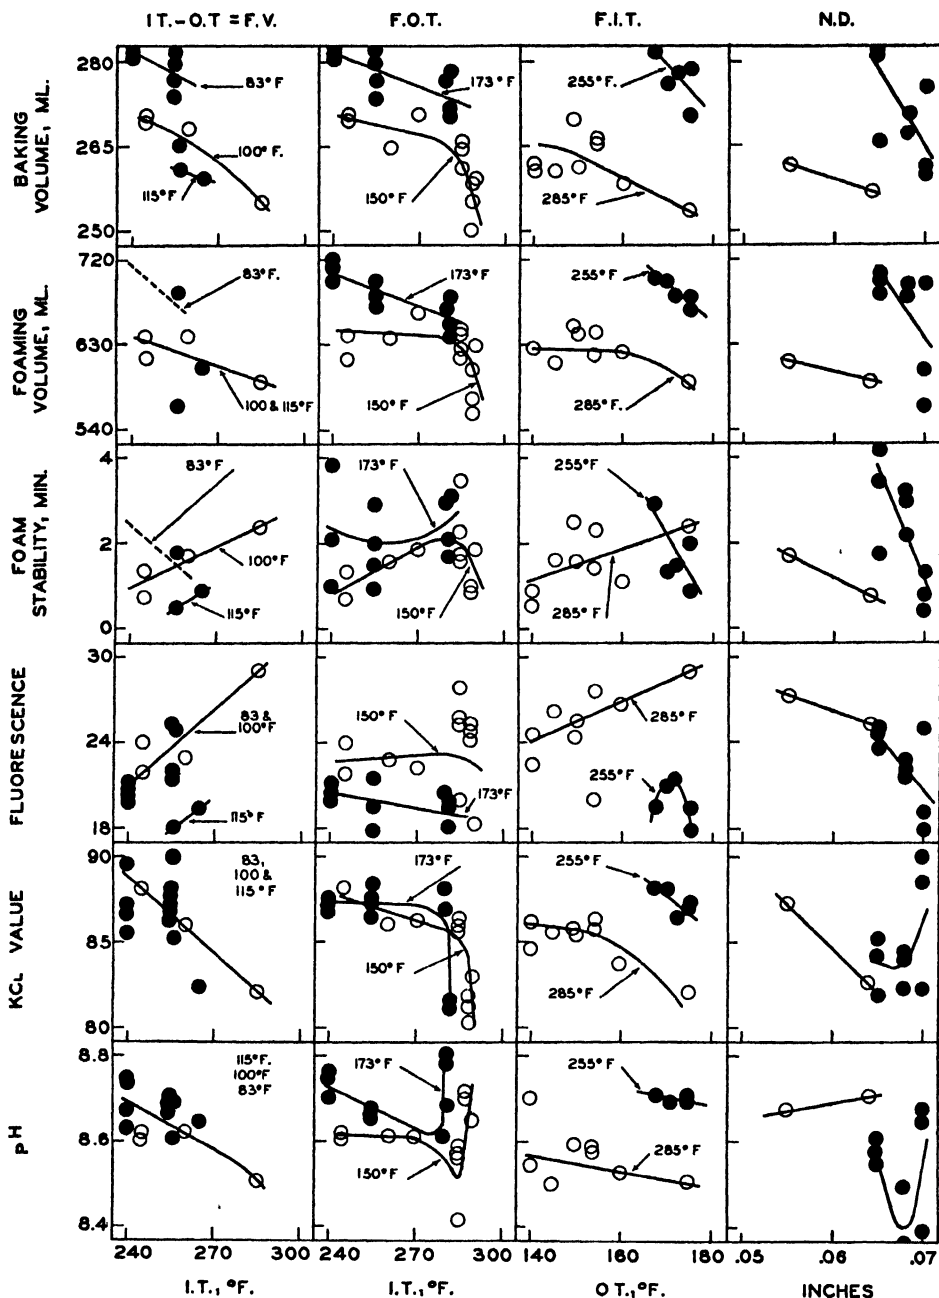 I T. - O.T = F. V.
F.O.T.
F.I.T.
N.D.
BAKING
VOLUME, ML.
280
265
250
83°F
100°F.
115°F
173°F
150°F
255°F.
285°F
FOAMING
VOLUME, ML.
720
630
540
83°F.
100 & 115°F
173°F
150°F
255°F
285°F.
FOAM
STABILITY, MIN.
4
2
0
83°F
100°F
115°F
173°F
150°F
255°F
285°F
FLUORESCENCE
30
24
18
83 &
100°F
115°F
150°F
173°F
285°F
255°F
KCL VALUE
90
85
80
83,
100 &
115°F
173°F
150°F
255°F
285°F
pH
8.8
8.6
8.4
115°F.
100°F
83°F
173°F
150°F
255°F
285°F
240 270 300
240 270 300
140 160 180
.05 .06 .07
I.T., °F.
I.T., °F.
O T., °F.
INCHES